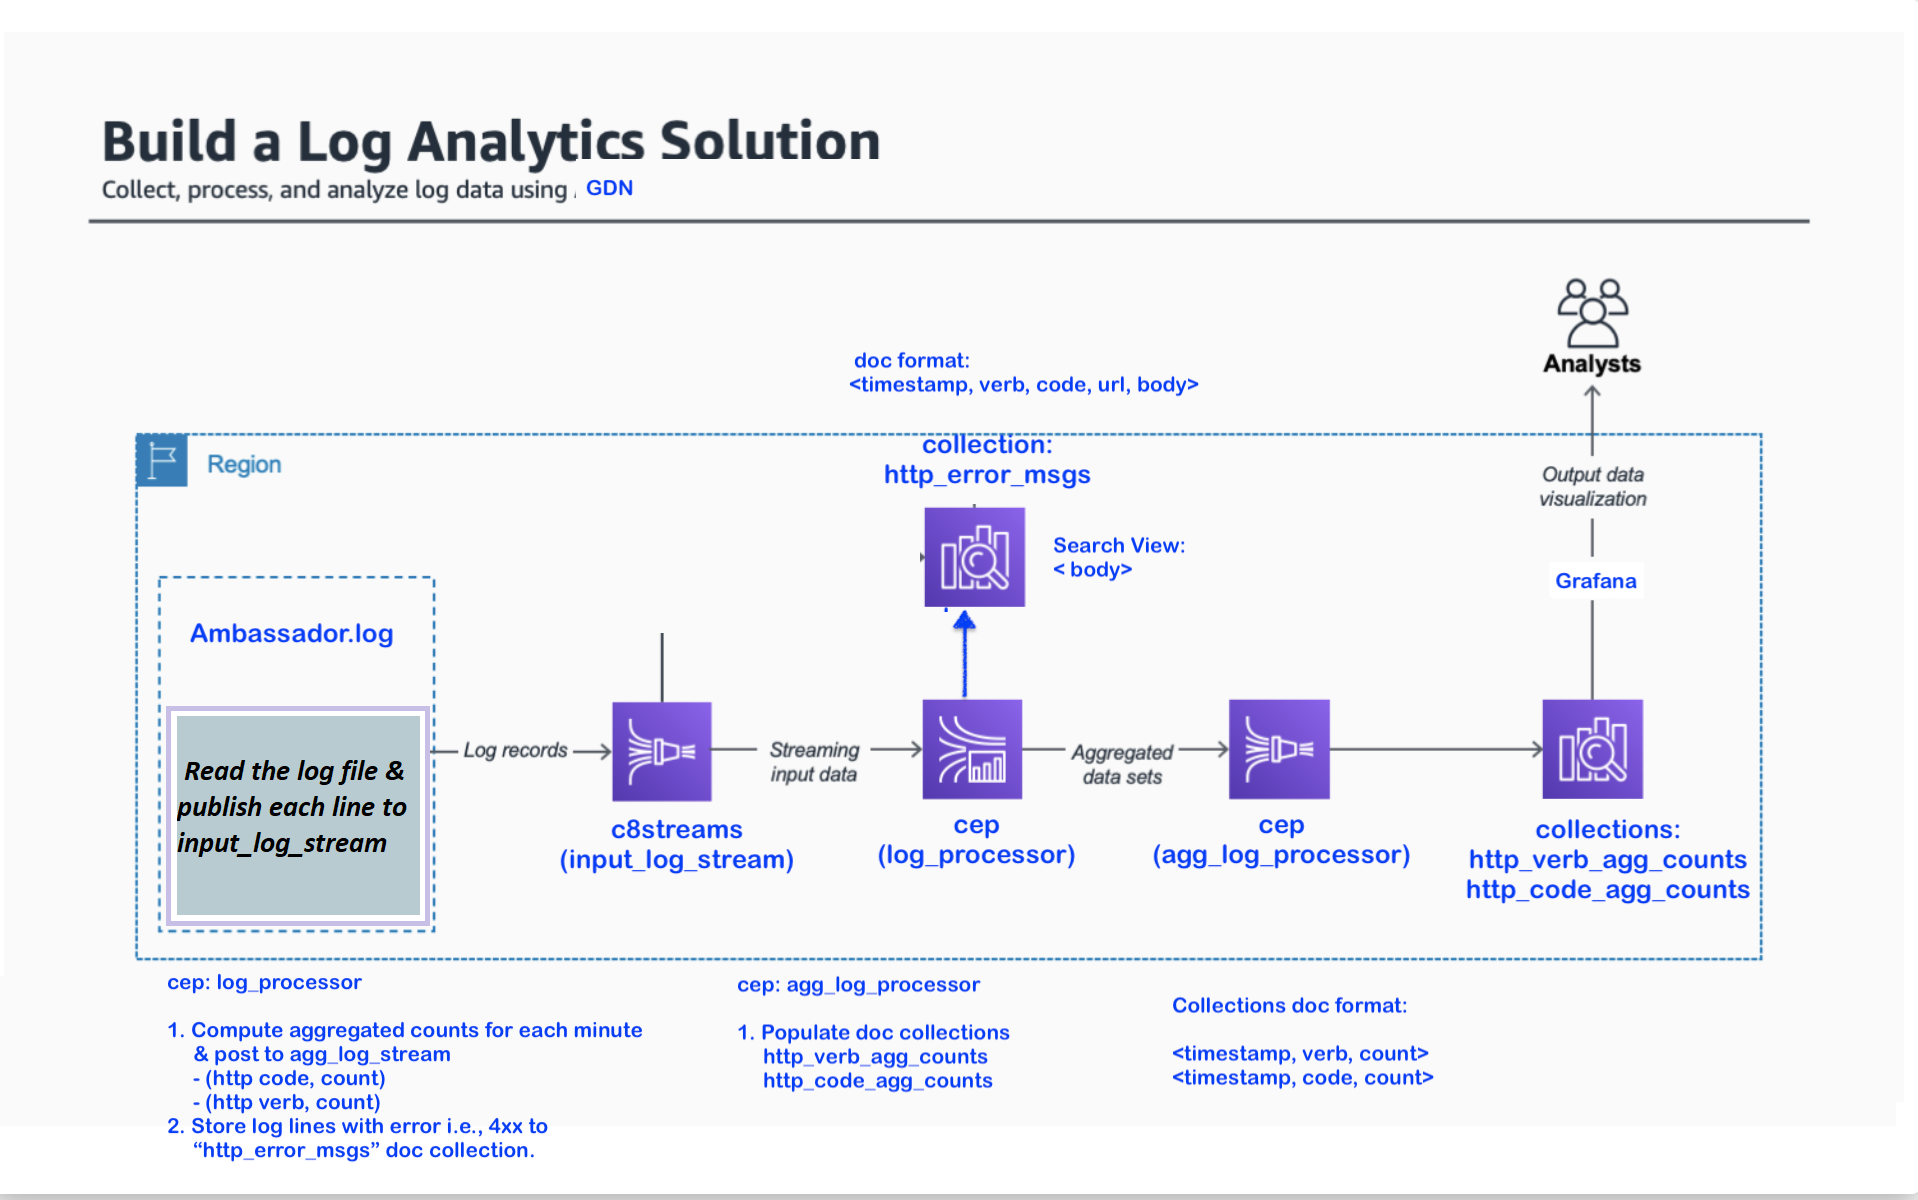 Build a Log Analytics Solution
Collect, process, and analyze log data using GDN
Analysts
doc format:
<timestamp, verb, code, url, body>
Region
collection:
http_error_msgs
Output data
visualization
Search View:
< body>
Grafana
Ambassador.log
Read the log file &
publish each line to
input_log_stream
Log records
Streaming
input data
Aggregated
data sets
c8streams
(input_log_stream)
cep
(log_processor)
cep
(agg_log_processor)
collections:
http_verb_agg_counts
http_code_agg_counts
cep: log_processor
1. Compute aggregated counts for each minute
& post to agg_log_stream
- (http code, count)
- (http verb, count)
2. Store log lines with error i.e., 4xx to
“http_error_msgs” doc collection.
cep: agg_log_processor
1. Populate doc collections
http_verb_agg_counts
http_code_agg_counts
Collections doc format:
<timestamp, verb, count>
<timestamp, code, count>